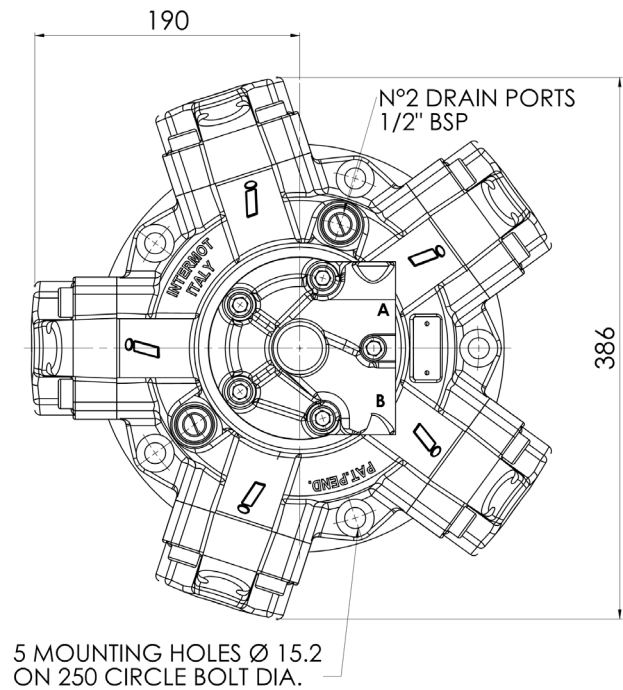 190
N°2 DRAIN PORTS
1/2" BSP
INTERMOT
ITALY
A
386
B
PAT.PEND.
5 MOUNTING HOLES Ø 15.2
ON 250 CIRCLE BOLT DIA.